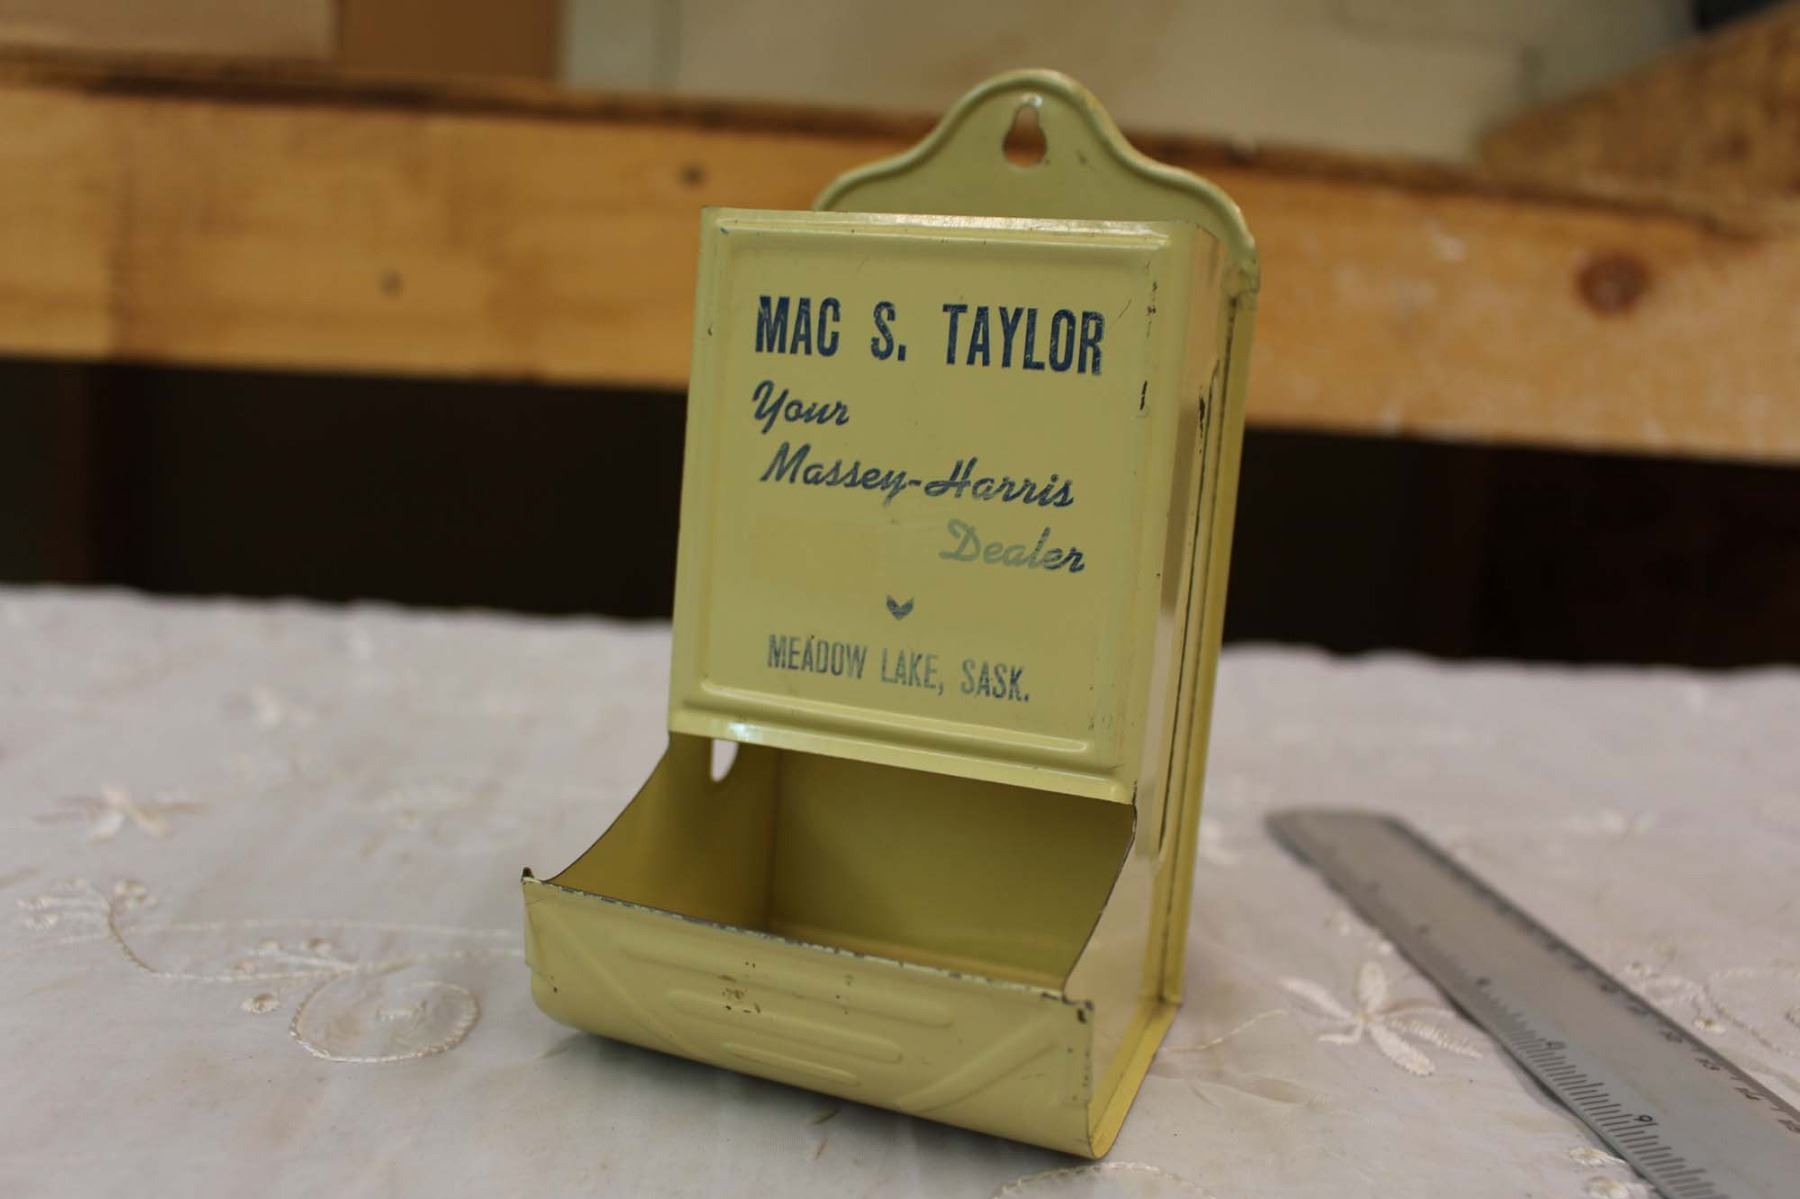 MAC S. TAYLOR
Your
Massey-Harris
Dealer
MEADOW LAKE, SASK.